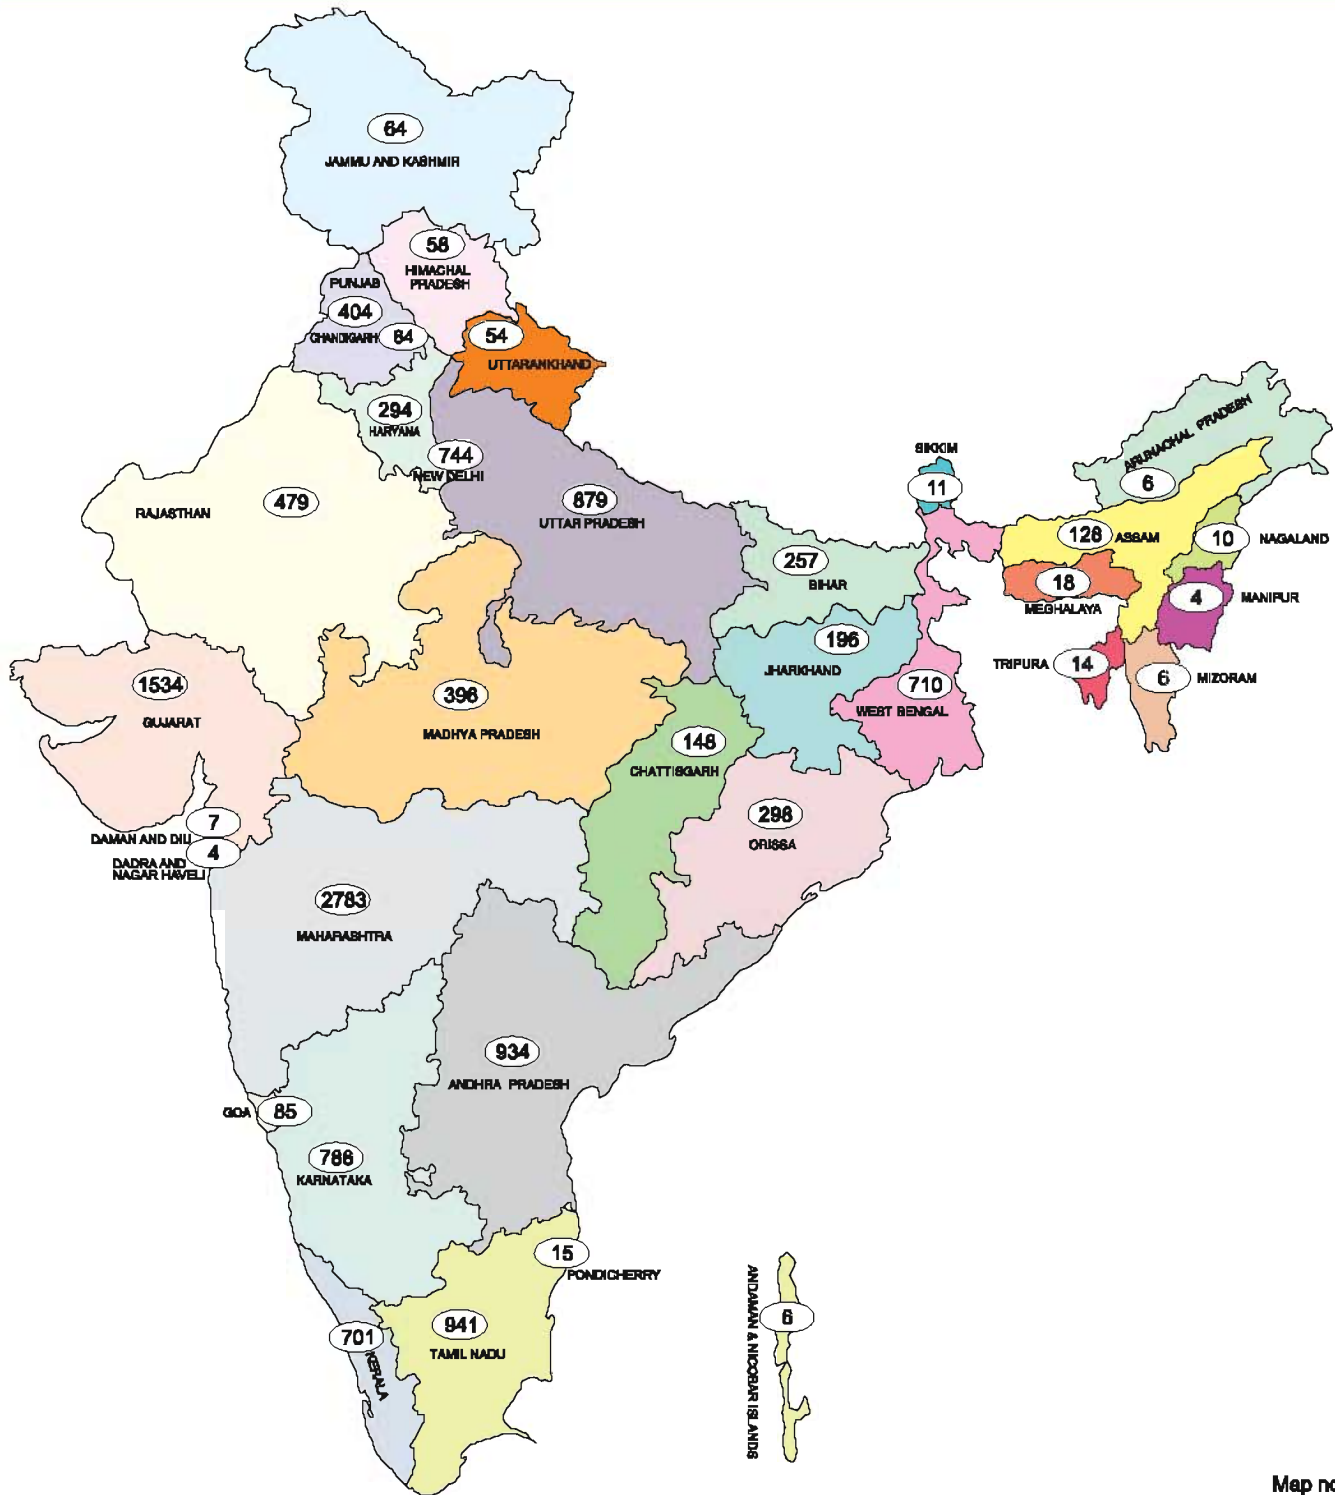 64
JAMMU AND KASHMIR
58
HIMACHAL
PRADESH
PUNJAB
404
CHANDIGARH
64
54
UTTARANKHAND
294
HARYANA
744
NEW DELHI
RAJASTHAN
479
879
UTTAR PRADESH
SIKKIM
11
ARUNACHAL PRADESH
6
128
ASSAM
10
NAGALAND
257
BIHAR
18
MEGHALAYA
4
MANIPUR
196
JHARKHAND
TRIPURA
14
6
MIZORAM
1534
GUJARAT
396
MADHYA PRADESH
710
WEST BENGAL
148
CHATTISGARH
7
DAMAN AND DIU
4
DADRA AND
NAGAR HAVELI
298
ORISSA
2783
MAHARASHTRA
934
ANDHRA PRADESH
GOA
85
786
KARNATAKA
15
PONDICHERRY
701
KERALA
941
TAMIL NADU
ANDAMAN & NICOBAR ISLANDS
6
Map no